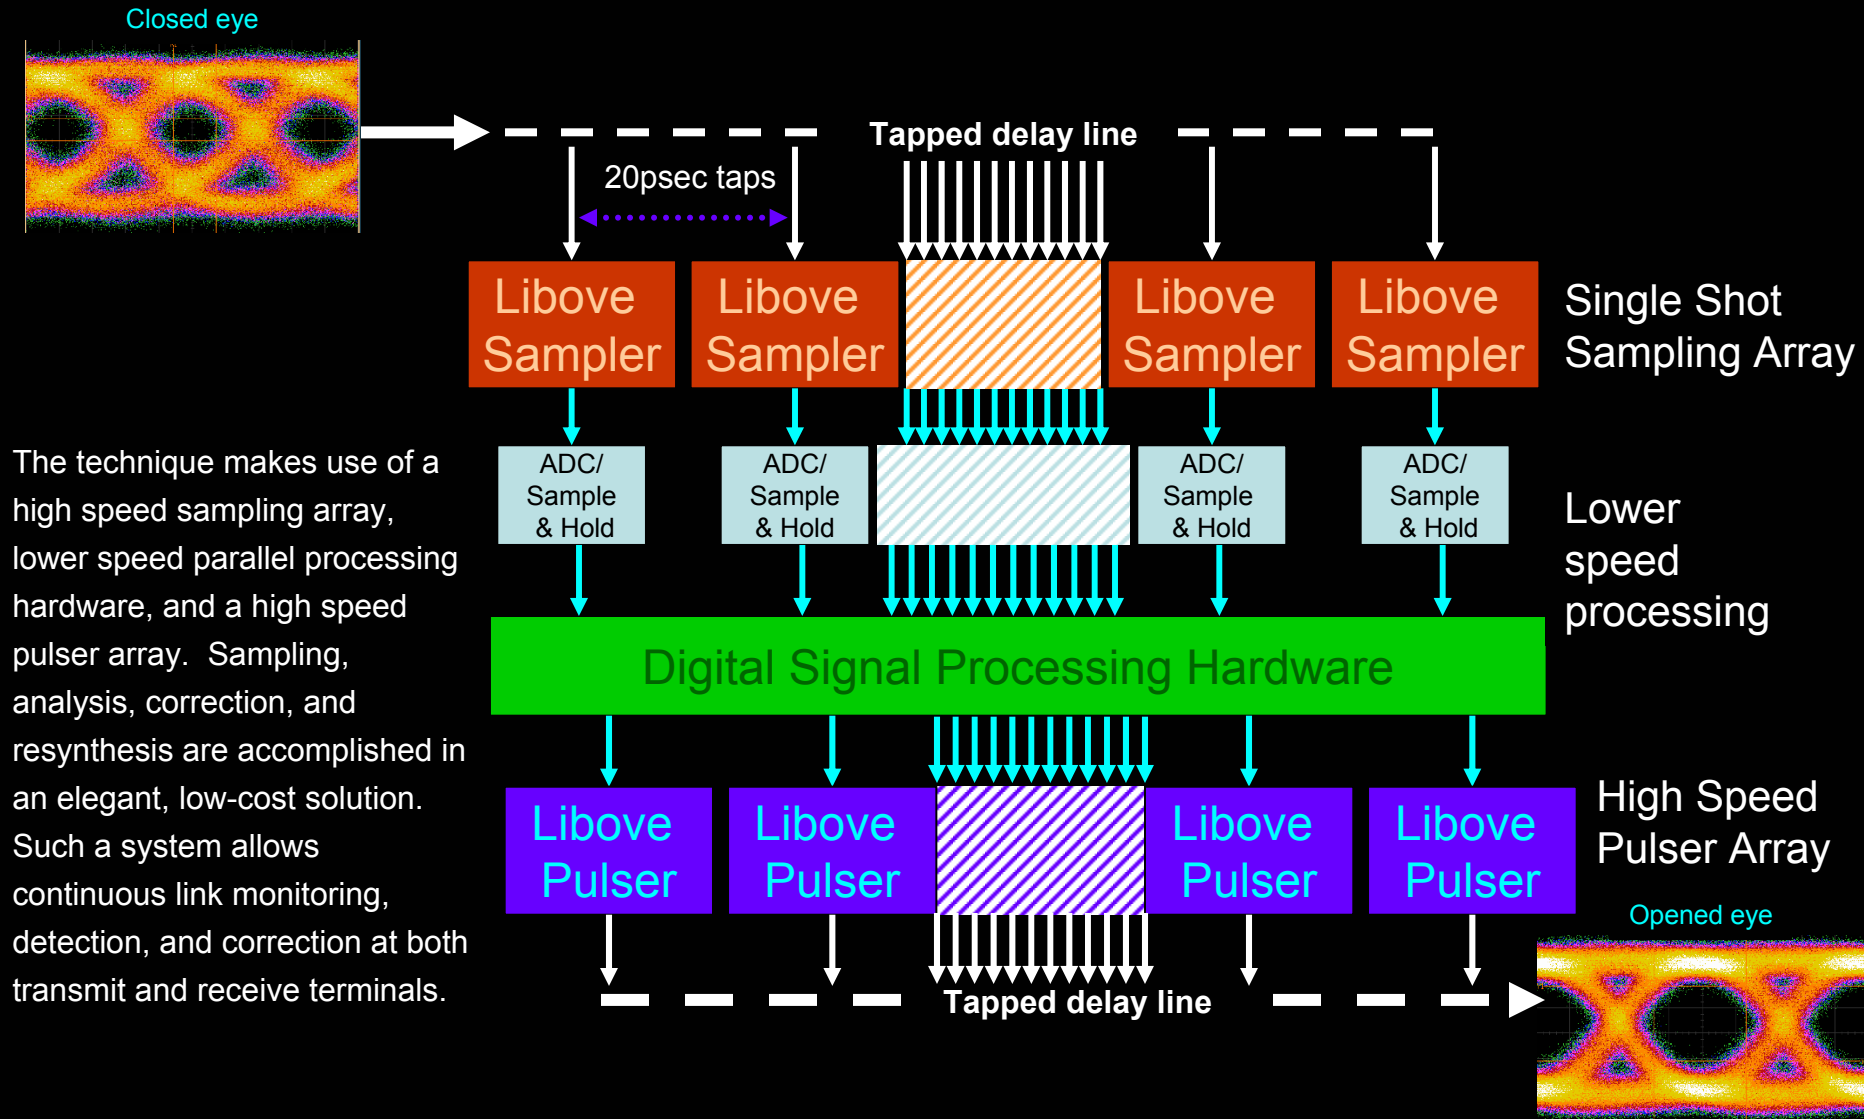 Closed eye
Tapped delay line
20psec taps
Libove
Sampler
Libove
Sampler
Libove
Sampler
Libove
Sampler
Single Shot
Sampling Array
ADC/
Sample
& Hold
ADC/
Sample
& Hold
ADC/
Sample
& Hold
ADC/
Sample
& Hold
Lower
speed
processing
The technique makes use of a
high speed sampling array,
lower speed parallel processing
hardware, and a high speed
pulser array.  Sampling,
analysis, correction, and
resynthesis are accomplished in
an elegant, low-cost solution.
Such a system allows
continuous link monitoring,
detection, and correction at both
transmit and receive terminals.
Digital Signal Processing Hardware
Libove
Pulser
Libove
Pulser
Libove
Pulser
Libove
Pulser
High Speed
Pulser Array
Opened eye
Tapped delay line